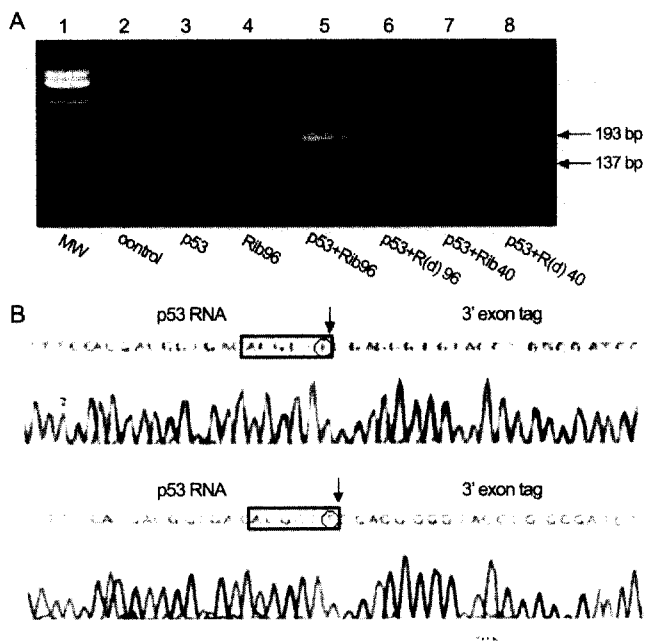 A
1 2 3 4 5 6 7 8
193 bp
137 bp
MW control p53 Rib96 p53+Rib96 p53+R(d) 96 p53+Rib40 p53+R(d) 40
B
p53 RNA 3' exon tag
p53 RNA 3' exon tag